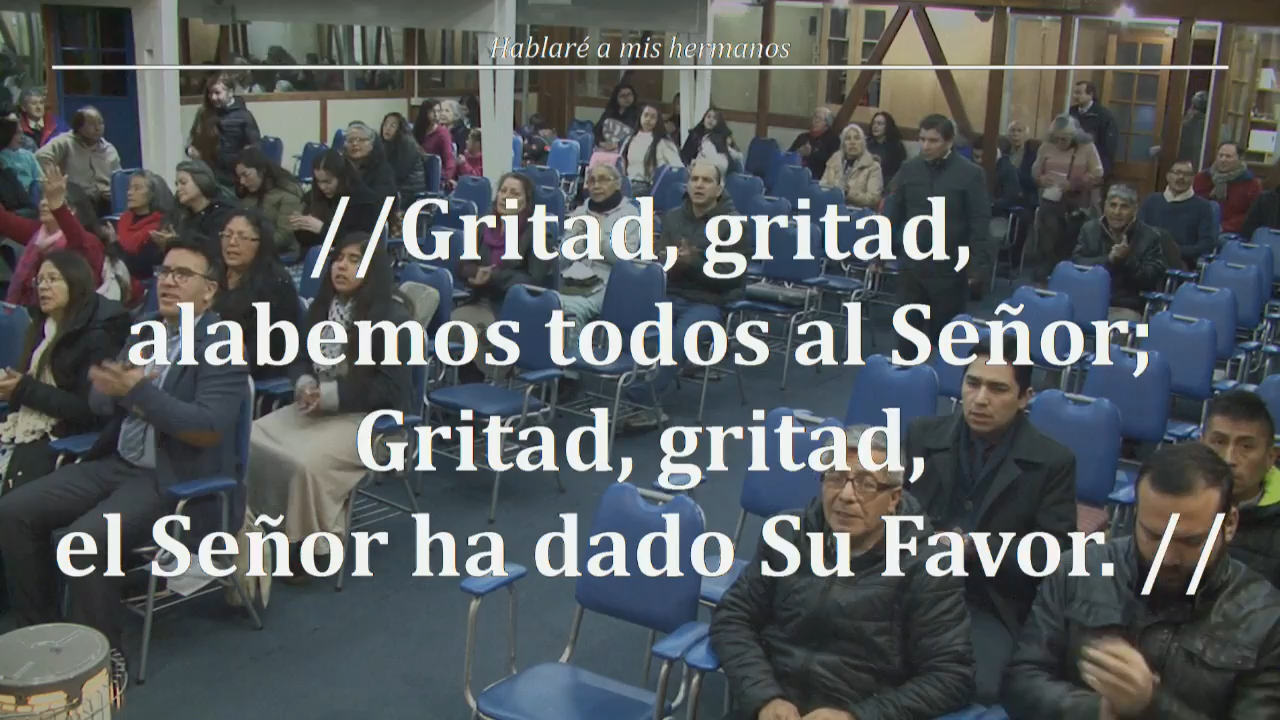 Hablaré a mis hermanos
//Gritad, gritad,
alabemos todos al Señor;
Gritad, gritad,
el Señor ha dado Su Favor. //